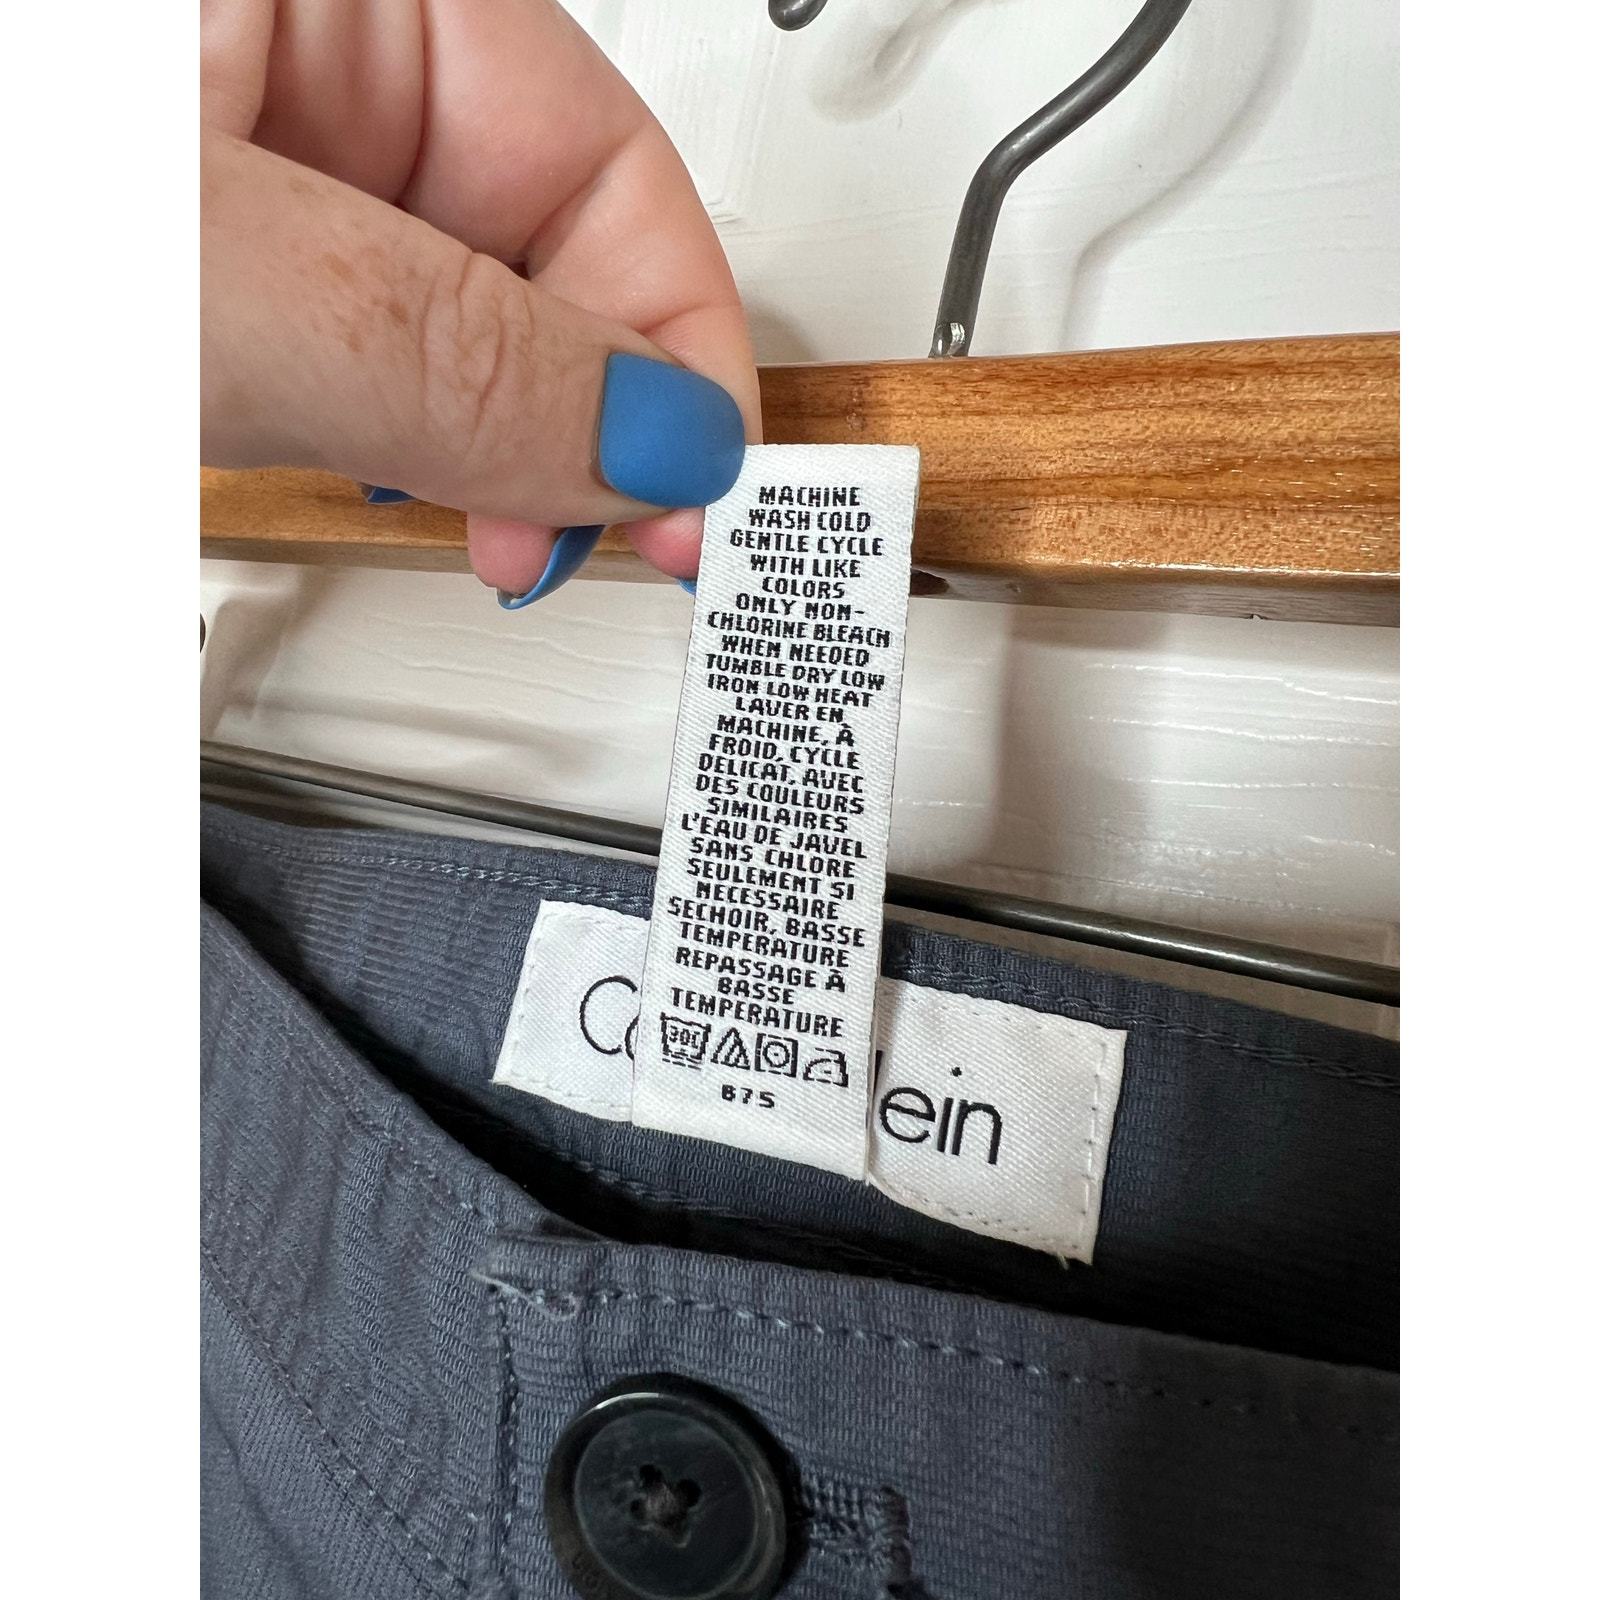 MACHINE
WASH COLD
GENTLE CYCLE
WITH LIKE
COLORS
ONLY NON-
CHLORINE BLEACH
WHEN NEEDED
TUMBLE DRY LOW
IRON LOW HEAT
LAVER EN
MACHINE, À
FROID, CYCLE
DELICAT, AVEC
DES COULEURS
SIMILAIRES
L'EAU DE JAVEL
SANS CHLORE
SEULEMENT SI
NECESSAIRE
SECHOIR, BASSE
TEMPERATURE
REPASSAGE À
BASSE
TEMPERATURE
30C
675
C lein